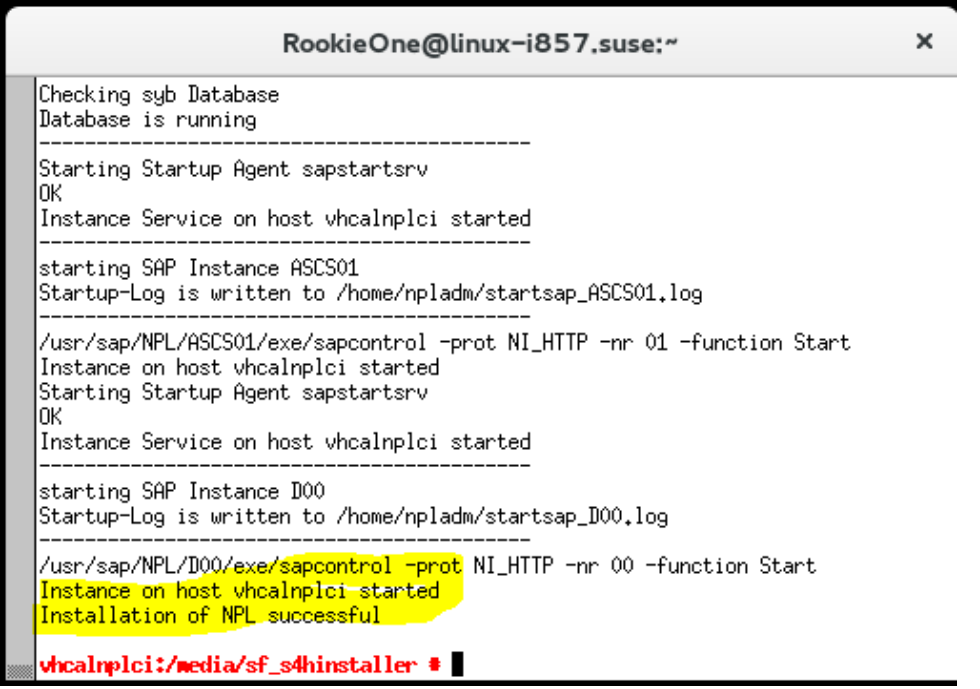 RookieOne@linux-i857.suse:~ ×
Checking syb Database
Database is running
-------------------------------------------
Starting Startup Agent sapstartsrv
OK
Instance Service on host vhcalnplci started
-------------------------------------------
starting SAP Instance ASCS01
Startup-Log is written to /home/npladm/startsap_ASCS01.log
-------------------------------------------
/usr/sap/NPL/ASCS01/exe/sapcontrol -prot NI_HTTP -nr 01 -function Start
Instance on host vhcalnplci started
Starting Startup Agent sapstartsrv
OK
Instance Service on host vhcalnplci started
-------------------------------------------
starting SAP Instance D00
Startup-Log is written to /home/npladm/startsap_D00.log
-------------------------------------------
/usr/sap/NPL/D00/exe/sapcontrol -prot NI_HTTP -nr 00 -function Start
Instance on host vhcalnplci started
Installation of NPL successful
vhcalnplci:/media/sf_s4hinstaller #